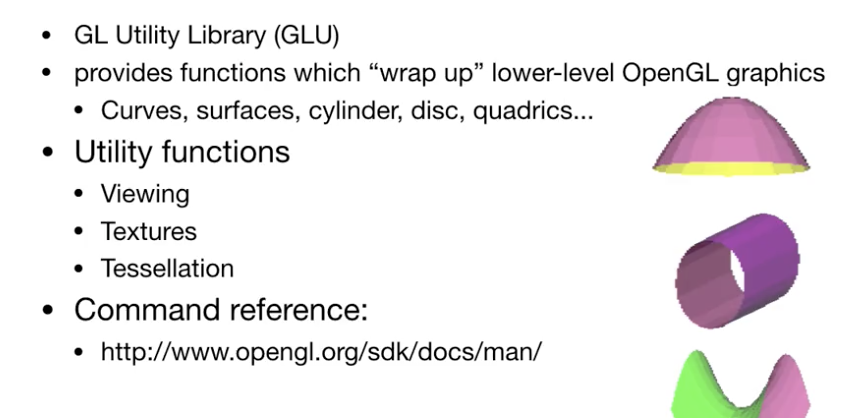 • GL Utility Library (GLU)
• provides functions which “wrap up” lower-level OpenGL graphics
• Curves, surfaces, cylinder, disc, quadrics...
• Utility functions
• Viewing
• Textures
• Tessellation
• Command reference:
• http://www.opengl.org/sdk/docs/man/